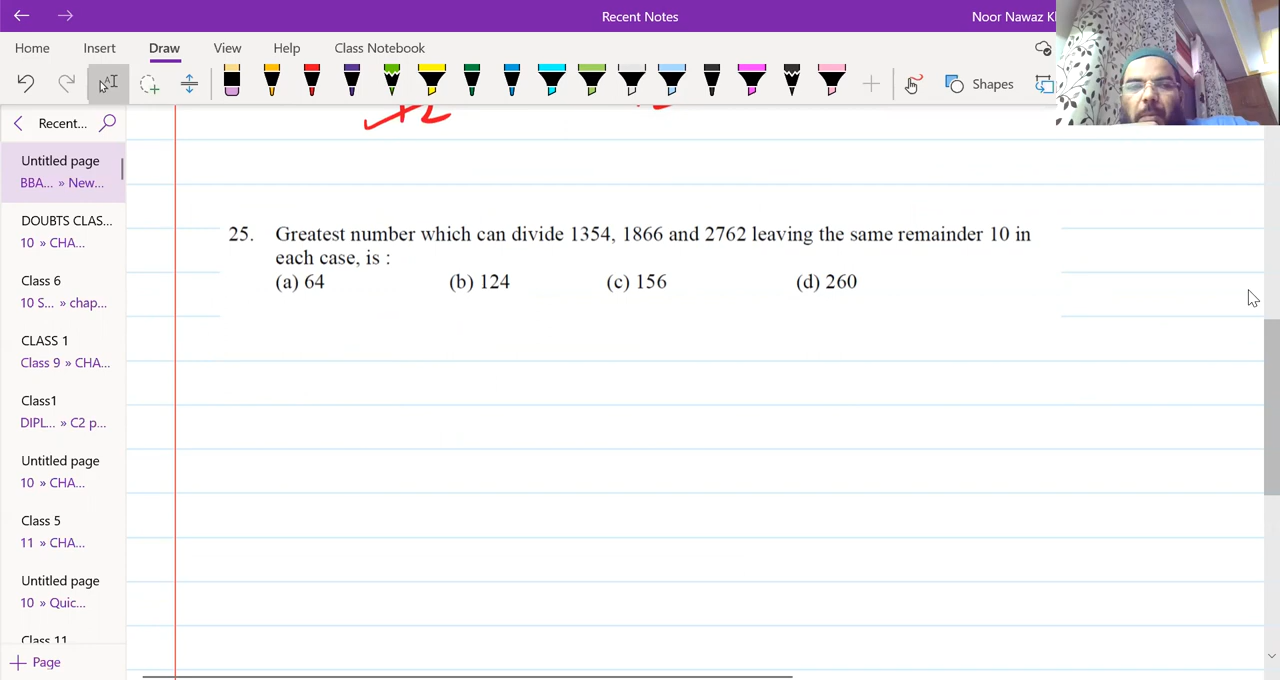 Recent Notes
Noor Nawaz
Home Insert Draw View Help Class Notebook
Shapes
Recent...
Untitled page
BBA... » New...
DOUBTS CLAS...
10 » CHA...
Class 6
10 S... » chap...
CLASS 1
Class 9 » CHA...
Class1
DIPL... » C2 p...
Untitled page
10 » CHA...
Class 5
11 » CHA...
Untitled page
10 » Quic...
Class 11
+ Page
25. Greatest number which can divide 1354, 1866 and 2762 leaving the same remainder 10 in
each case, is :
(a) 64 (b) 124 (c) 156 (d) 260